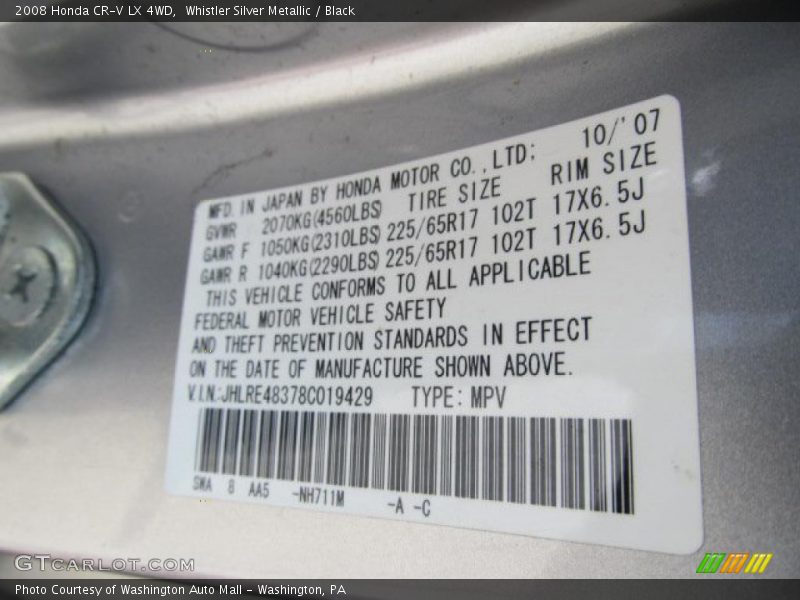 2008 Honda CR-V LX 4WD, Whistler Silver Metallic / Black
MFD. IN JAPAN BY HONDA MOTOR CO.,LTD: 10/'07
GVWR 2070KG(4560LBS) TIRE SIZE RIM SIZE
GAWR F 1050KG(2310LBS) 225/65R17 102T 17X6.5J
GAWR R 1040KG(2290LBS) 225/65R17 102T 17X6.5J
THIS VEHICLE CONFORMS TO ALL APPLICABLE
FEDERAL MOTOR VEHICLE SAFETY
AND THEFT PREVENTION STANDARDS IN EFFECT
ON THE DATE OF MANUFACTURE SHOWN ABOVE.
V.I.N:JHLRE48378C019429 TYPE: MPV
SWA 8 AA5 -NH711M -A -C
GTCARLOT.COM
Photo Courtesy of Washington Auto Mall - Washington, PA